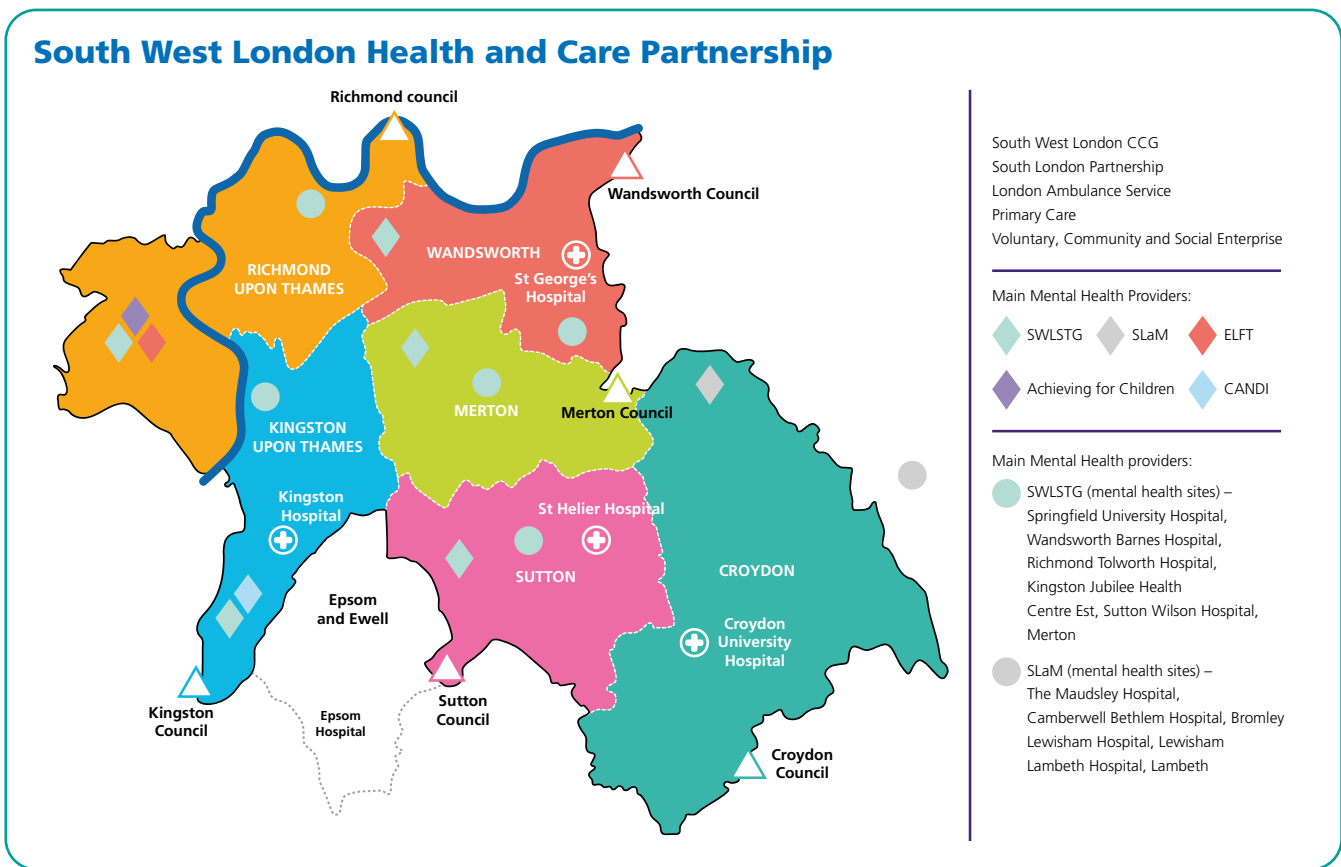 South West London Health and Care Partnership
Richmond council
Wandsworth Council
WANDSWORTH
St George's
Hospital
RICHMOND
UPON THAMES
MERTON
Merton Council
KINGSTON
UPON THAMES
Kingston
Hospital
St Helier Hospital
SUTTON
CROYDON
Epsom
and Ewell
Croydon
University
Hospital
Kingston
Council
Epsom
Hospital
Sutton
Council
Croydon
Council
South West London CCG
South London Partnership
London Ambulance Service
Primary Care
Voluntary, Community and Social Enterprise
Main Mental Health Providers:
SWLSTG
SLaM
ELFT
Achieving for Children
CANDI
Main Mental Health providers:
SWLSTG (mental health sites) –
Springfield University Hospital,
Wandsworth Barnes Hospital,
Richmond Tolworth Hospital,
Kingston Jubilee Health
Centre Est, Sutton Wilson Hospital,
Merton
SLaM (mental health sites) –
The Maudsley Hospital,
Camberwell Bethlem Hospital, Bromley
Lewisham Hospital, Lewisham
Lambeth Hospital, Lambeth